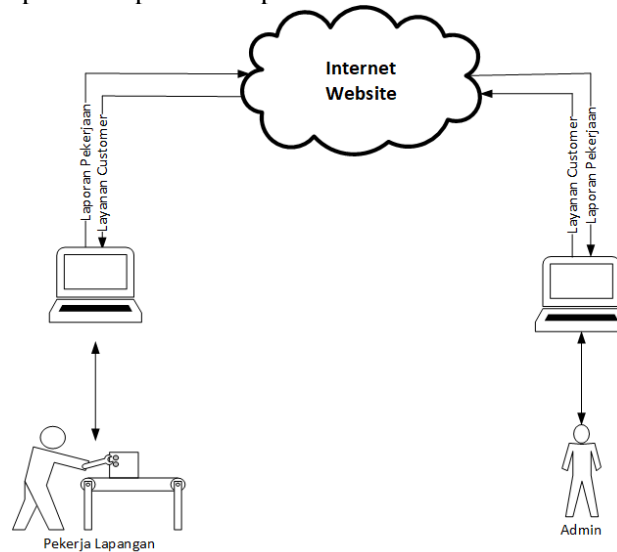 Internet
Website
Laporan Pekerjaan
Layanan Customer
Layanan Customer
Laporan Pekerjaan
Pekerja Lapangan
Admin